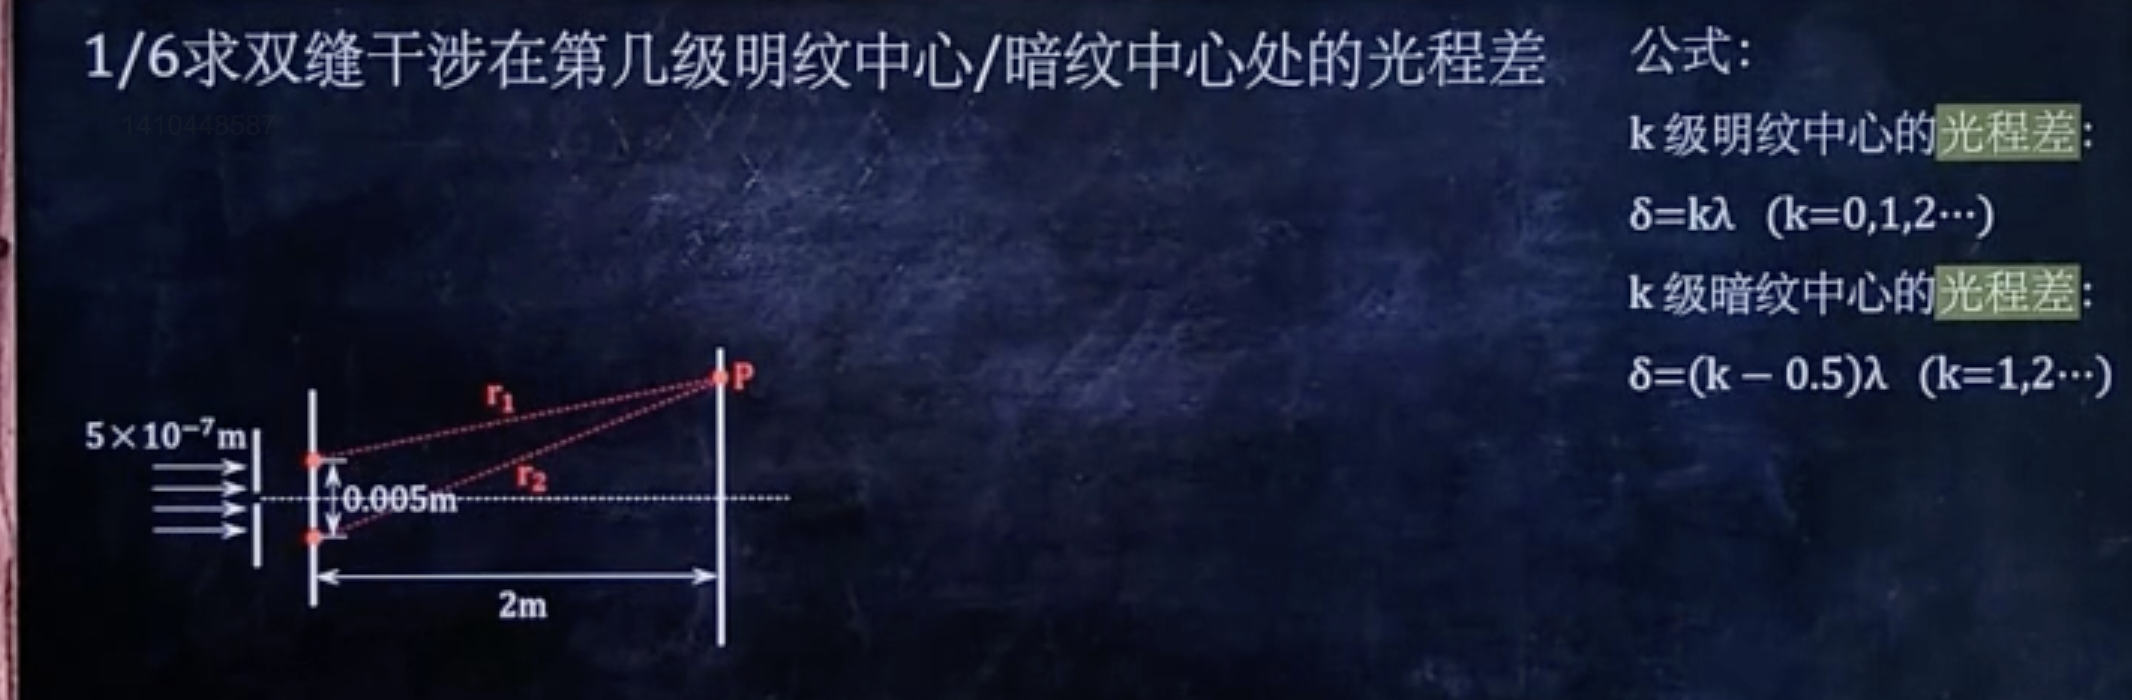 1/6求双缝干涉在第几级明纹中心/暗纹中心处的光程差
1410448587
公式：
k 级明纹中心的光程差：
δ=kλ (k=0,1,2⋯)
k 级暗纹中心的光程差：
δ=(k − 0.5)λ (k=1,2⋯)
P
r₁
5×10⁻⁷m
r₂
0.005m
2m